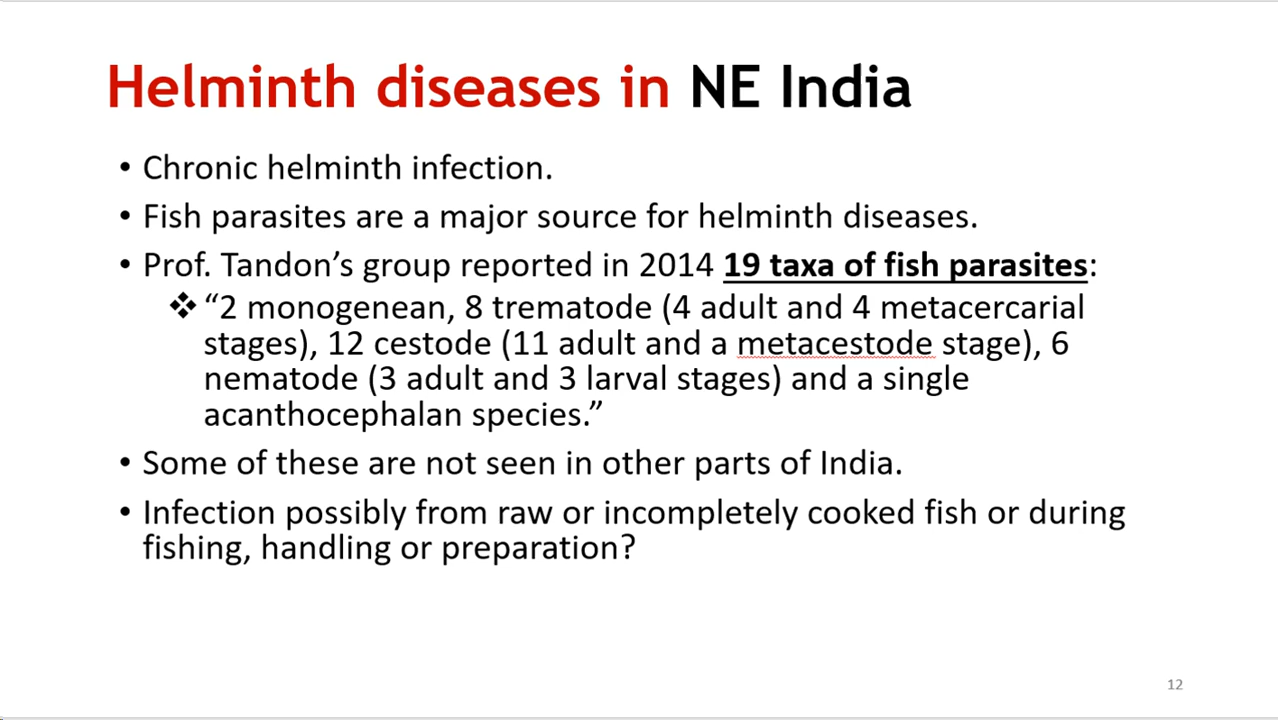 Helminth diseases in NE India
• Chronic helminth infection.
• Fish parasites are a major source for helminth diseases.
• Prof. Tandon’s group reported in 2014 19 taxa of fish parasites:
❖ “2 monogenean, 8 trematode (4 adult and 4 metacercarial
stages), 12 cestode (11 adult and a metacestode stage), 6
nematode (3 adult and 3 larval stages) and a single
acanthocephalan species.”
• Some of these are not seen in other parts of India.
• Infection possibly from raw or incompletely cooked fish or during
fishing, handling or preparation?
12